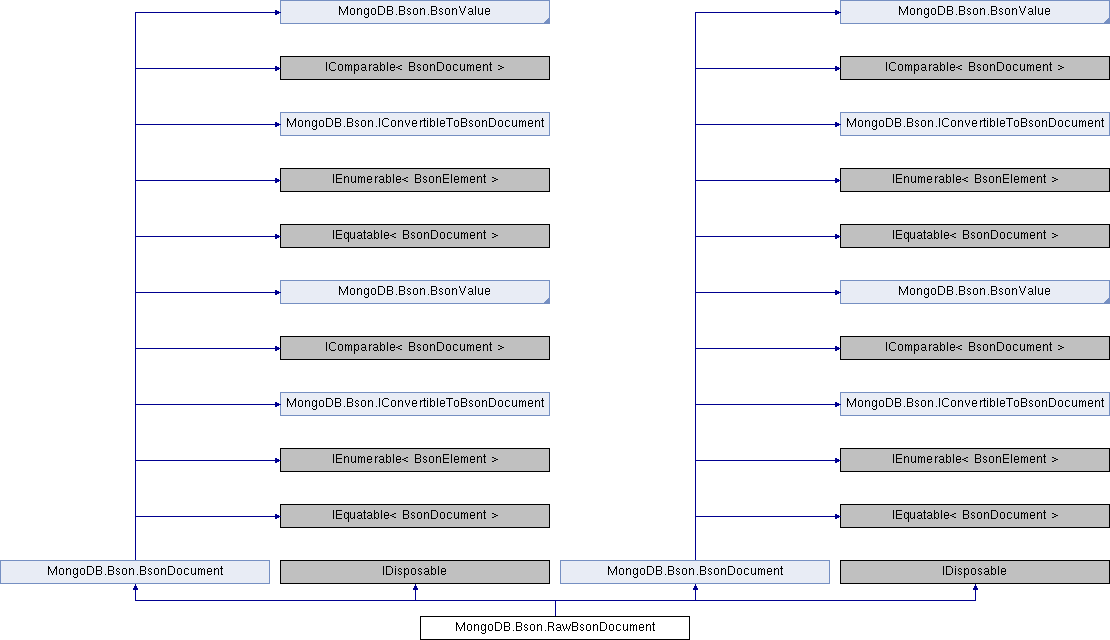 MongoDB.Bson.BsonValue
MongoDB.Bson.BsonValue
IComparable< BsonDocument >
IComparable< BsonDocument >
MongoDB.Bson.IConvertibleToBsonDocument
MongoDB.Bson.IConvertibleToBsonDocument
IEnumerable< BsonElement >
IEnumerable< BsonElement >
IEquatable< BsonDocument >
IEquatable< BsonDocument >
MongoDB.Bson.BsonValue
MongoDB.Bson.BsonValue
IComparable< BsonDocument >
IComparable< BsonDocument >
MongoDB.Bson.IConvertibleToBsonDocument
MongoDB.Bson.IConvertibleToBsonDocument
IEnumerable< BsonElement >
IEnumerable< BsonElement >
IEquatable< BsonDocument >
IEquatable< BsonDocument >
MongoDB.Bson.BsonDocument
IDisposable
MongoDB.Bson.BsonDocument
IDisposable
MongoDB.Bson.RawBsonDocument